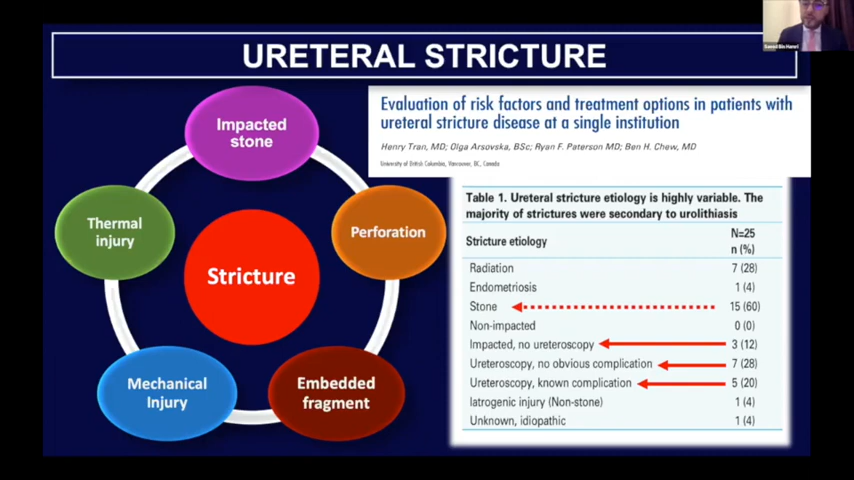 URETERAL STRICTURE
Impacted
stone
Thermal
injury
Perforation
Stricture
Mechanical
Injury
Embedded
fragment
Evaluation of risk factors and treatment options in patients with
ureteral stricture disease at a single institution
Henry Tran, MD; Olga Arsovska, BSc; Ryan F. Paterson MD; Ben H. Chew, MD
University of British Columbia, Vancouver, BC, Canada
Table 1. Ureteral stricture etiology is highly variable. The
majority of strictures were secondary to urolithiasis
Stricture etiology N=25 n (%)
Radiation 7 (28)
Endometriosis 1 (4)
Stone 15 (60)
Non-impacted 0 (0)
Impacted, no ureteroscopy 3 (12)
Ureteroscopy, no obvious complication 7 (28)
Ureteroscopy, known complication 5 (20)
Iatrogenic injury (Non-stone) 1 (4)
Unknown, idiopathic 1 (4)